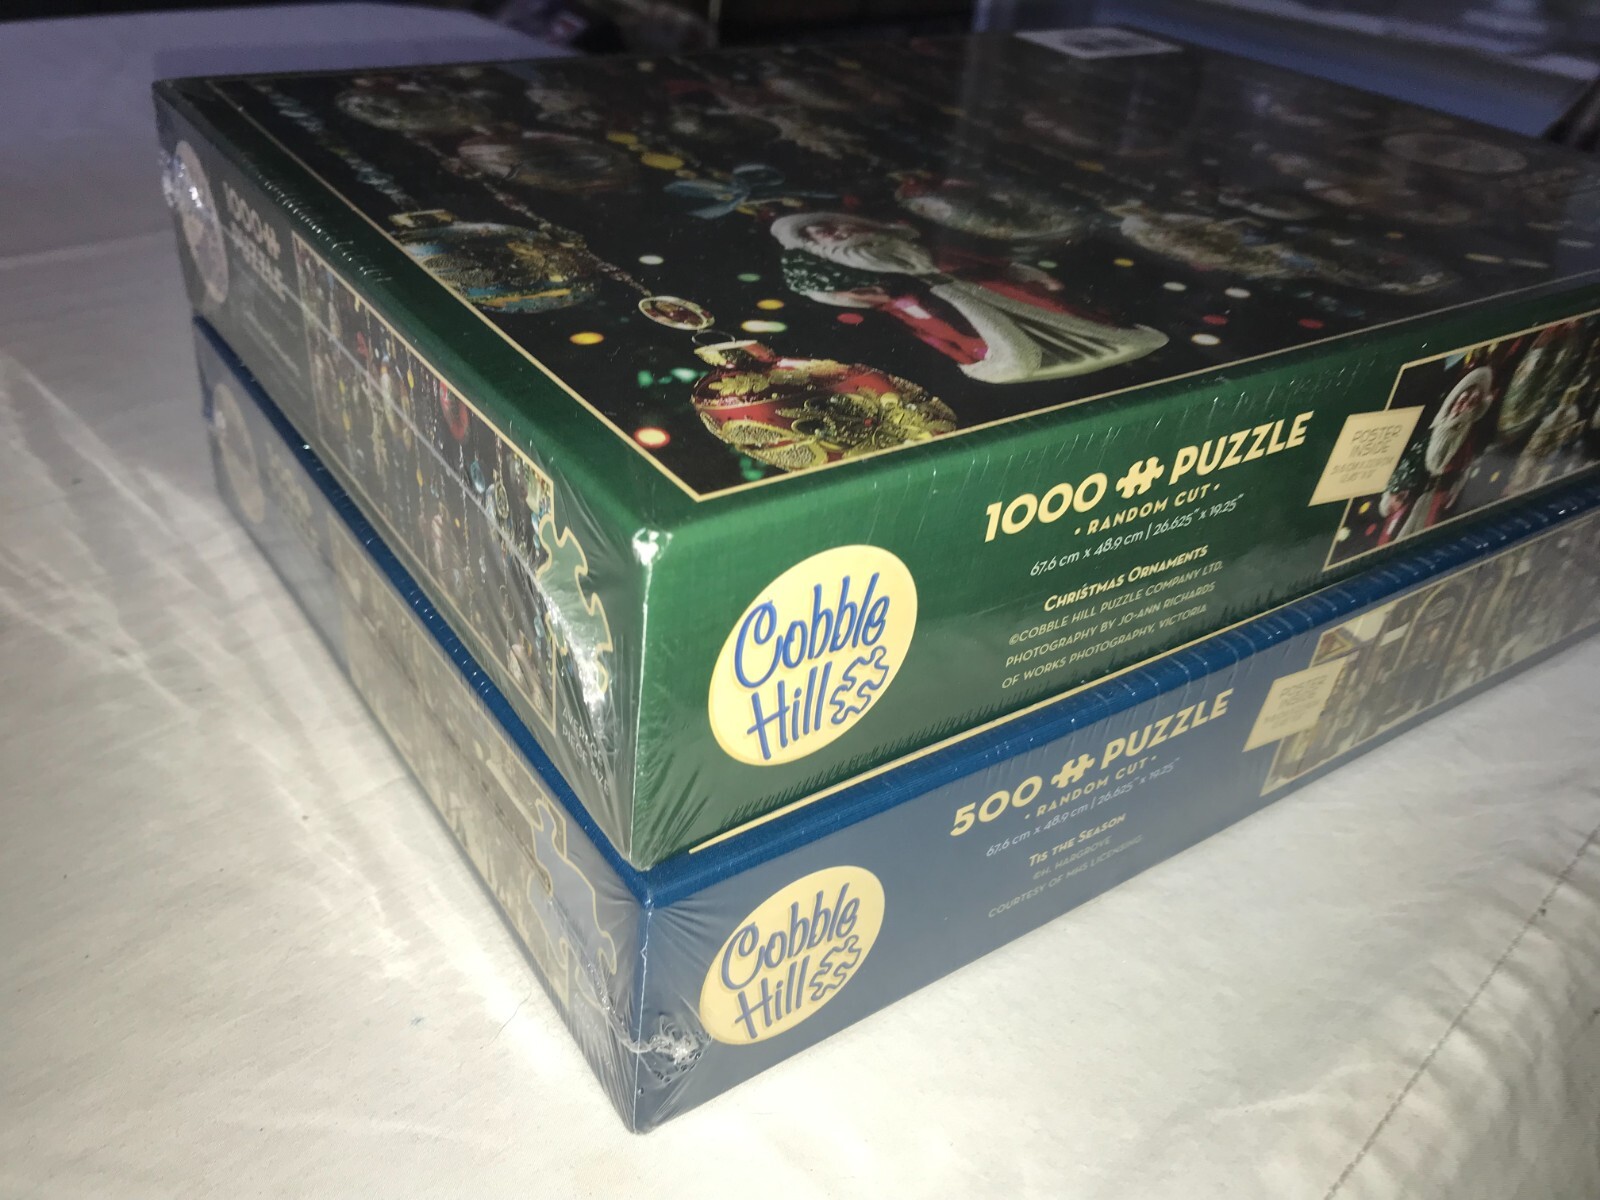 1000 PUZZLE
1000 PUZZLE
• RANDOM CUT •
67.6 cm x 48.9 cm | 26.625" x 19.25"
CHRISTMAS ORNAMENTS
©COBBLE HILL PUZZLE COMPANY LTD.
PHOTOGRAPHY BY JO-ANN RICHARDS
OF WORKS PHOTOGRAPHY, VICTORIA
POSTER
INSIDE
Cobble
Hill
500 PUZZLE
• RANDOM CUT •
67.6 cm x 48.9 cm | 26.625" x 19.25"
TIS THE SEASON
©H. HARGROVE
COURTESY OF MHS LICENSING
Cobble
Hill